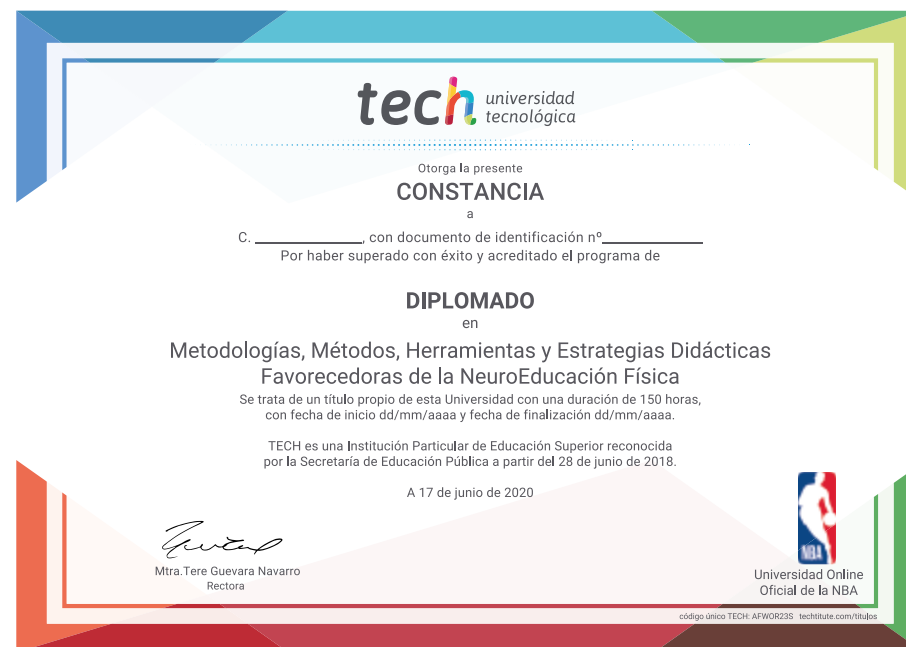 tech universidad
tecnológica
Otorga la presente
CONSTANCIA
a
C. ____________, con documento de identificación nº____________
Por haber superado con éxito y acreditado el programa de
DIPLOMADO
en
Metodologías, Métodos, Herramientas y Estrategias Didácticas
Favorecedoras de la NeuroEducación Física
Se trata de un título propio de esta Universidad con una duración de 150 horas,
con fecha de inicio dd/mm/aaaa y fecha de finalización dd/mm/aaaa.
TECH es una Institución Particular de Educación Superior reconocida
por la Secretaría de Educación Pública a partir del 28 de junio de 2018.
A 17 de junio de 2020
Mtra.Tere Guevara Navarro
Rectora
NBA
Universidad Online
Oficial de la NBA
código único TECH: AFWOR23S techtitute.com/titulos